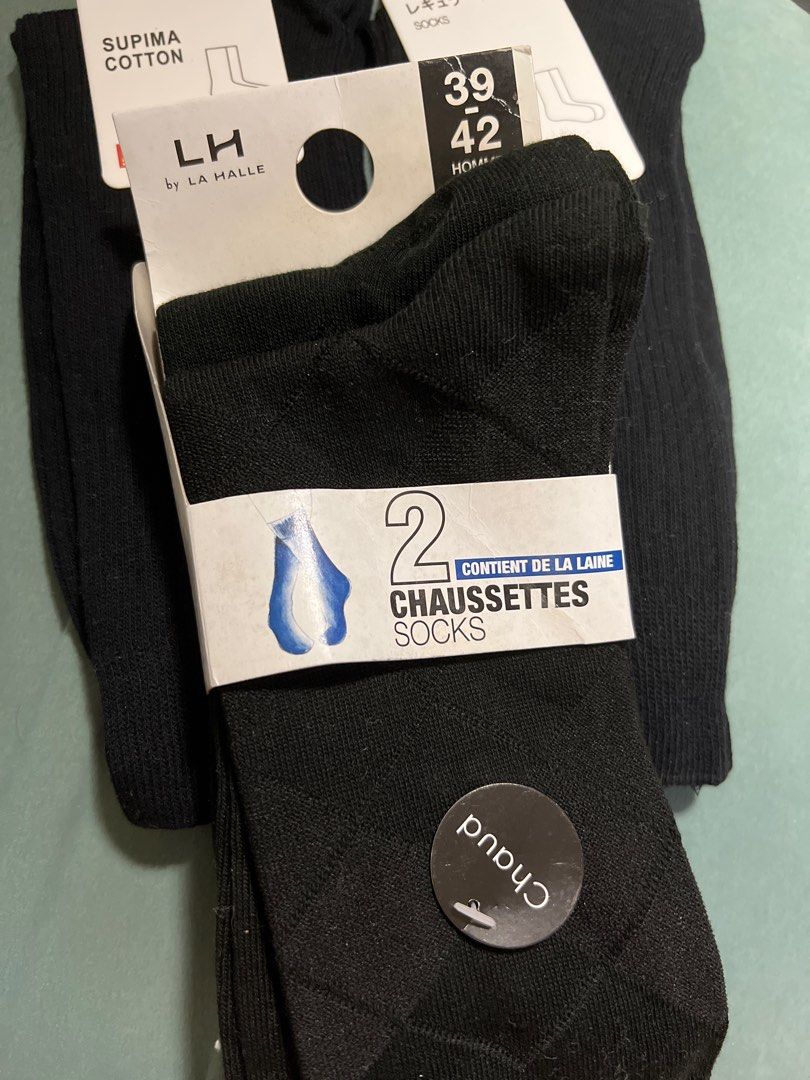 SUPIMA
COTTON
レギュ
SOCKS
LH
by LA HALLE
39
-
42
2
CONTIENT DE LA LAINE
CHAUSSETTES
SOCKS
Chaud